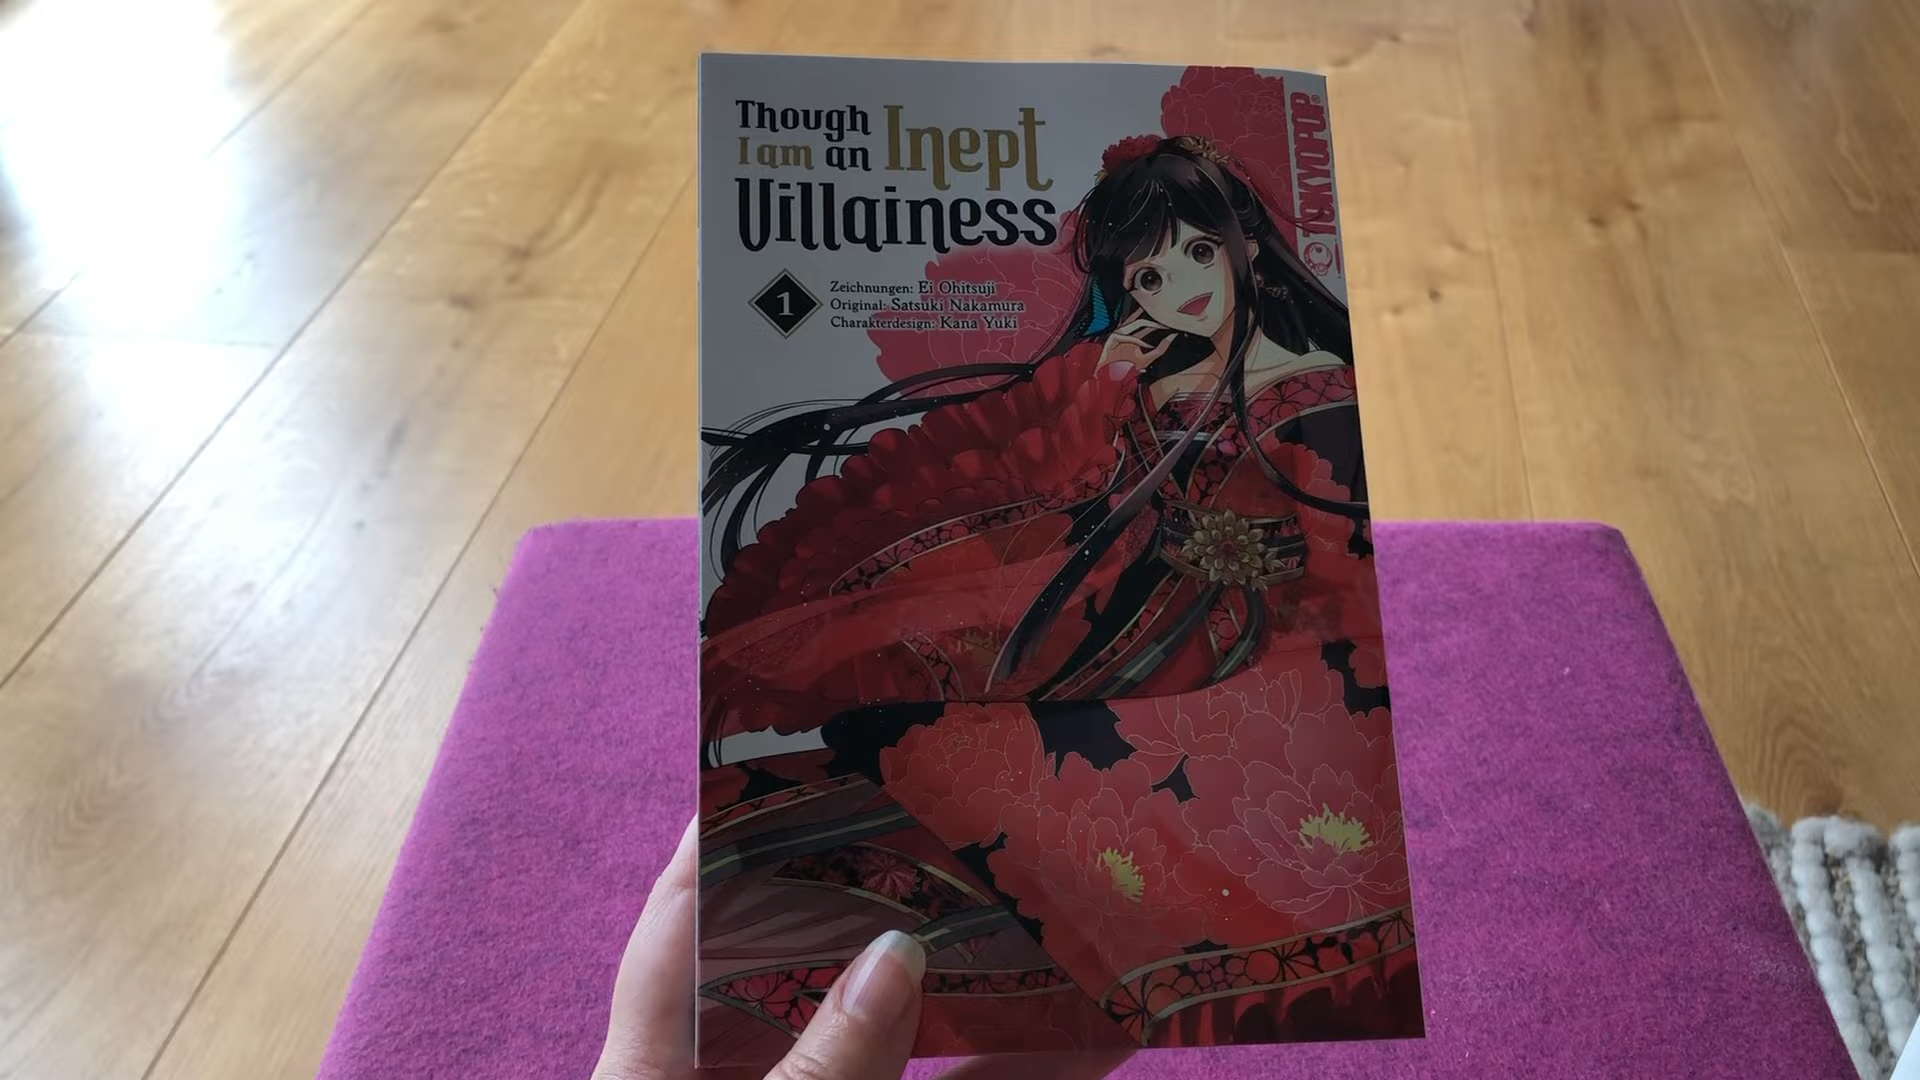 Though
I am an Inept
Villainess
1
Zeichnungen: Ei Ohitsuji
Original: Satsuki Nakamura
Charakterdesign: Kana Yuki
TOKYOPOP®